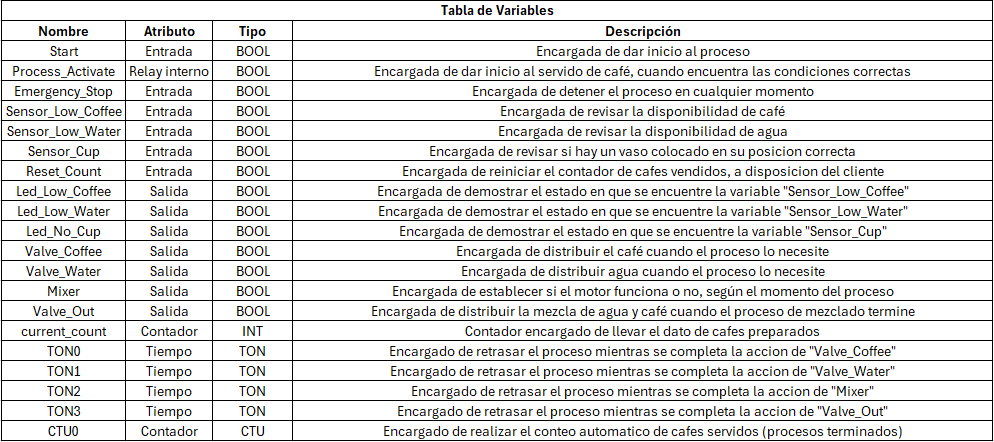 Tabla de Variables
Nombre Atributo Tipo Descripción
Start Entrada BOOL Encargada de dar inicio al proceso
Process_Activate Relay interno BOOL Encargada de dar inicio al servido de café, cuando encuentra las condiciones correctas
Emergency_Stop Entrada BOOL Encargada de detener el proceso en cualquier momento
Sensor_Low_Coffee Entrada BOOL Encargada de revisar la disponibilidad de café
Sensor_Low_Water Entrada BOOL Encargada de revisar la disponibilidad de agua
Sensor_Cup Entrada BOOL Encargada de revisar si hay un vaso colocado en su posicion correcta
Reset_Count Entrada BOOL Encargada de reiniciar el contador de cafes vendidos, a disposicion del cliente
Led_Low_Coffee Salida BOOL Encargada de demostrar el estado en que se encuentre la variable "Sensor_Low_Coffee"
Led_Low_Water Salida BOOL Encargada de demostrar el estado en que se encuentre la variable "Sensor_Low_Water"
Led_No_Cup Salida BOOL Encargada de demostrar el estado en que se encuentre la variable "Sensor_Cup"
Valve_Coffee Salida BOOL Encargada de distribuir el café cuando el proceso lo necesite
Valve_Water Salida BOOL Encargada de distribuir agua cuando el proceso lo necesite
Mixer Salida BOOL Encargada de establecer si el motor funciona o no, según el momento del proceso
Valve_Out Salida BOOL Encargada de distribuir la mezcla de agua y café cuando el proceso de mezclado termine
current_count Contador INT Contador encargado de llevar el dato de cafes preparados
TON0 Tiempo TON Encargado de retrasar el proceso mientras se completa la accion de "Valve_Coffee"
TON1 Tiempo TON Encargado de retrasar el proceso mientras se completa la accion de "Valve_Water"
TON2 Tiempo TON Encargado de retrasar el proceso mientras se completa la accion de "Mixer"
TON3 Tiempo TON Encargado de retrasar el proceso mientras se completa la accion de "Valve_Out"
CTU0 Contador CTU Encargado de realizar el conteo automatico de cafes servidos (procesos terminados)